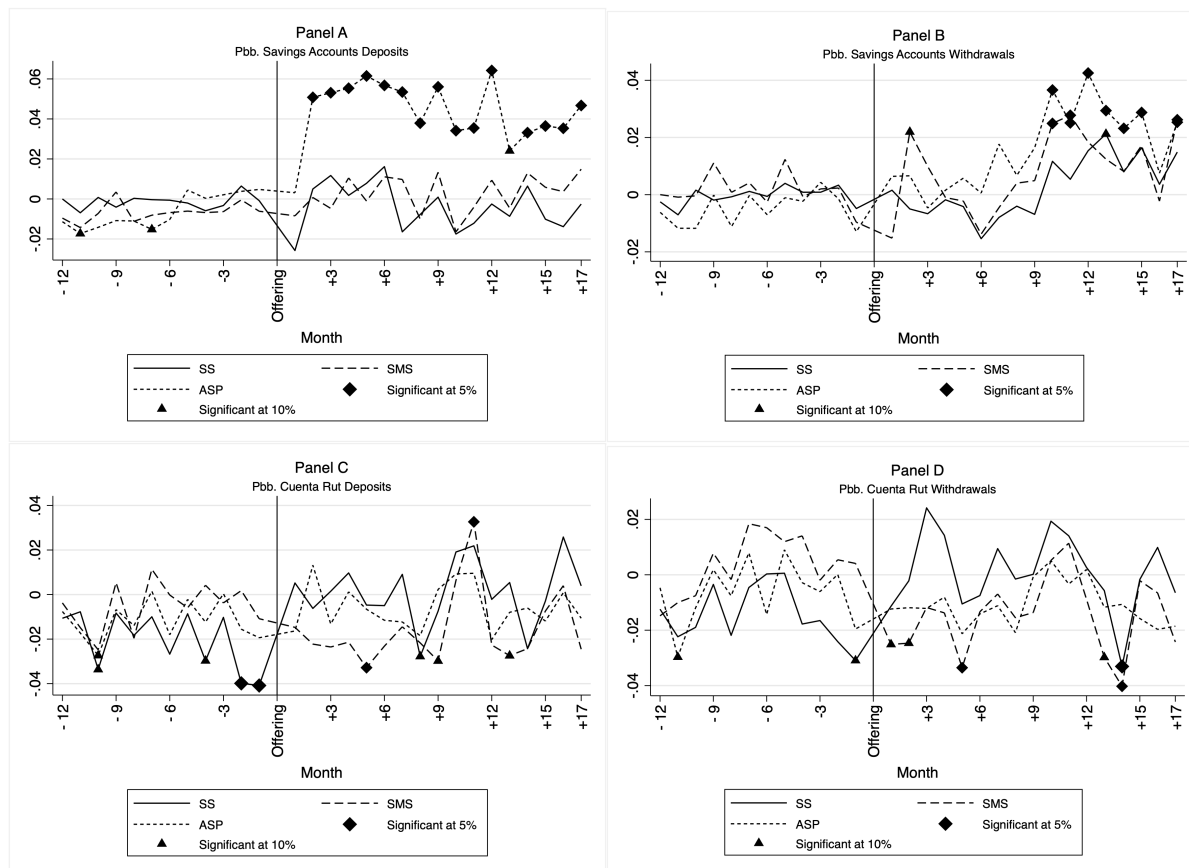 Panel A
Pbb. Savings Accounts Deposits
.06
.04
.02
0
-.02
- 12
- 9
- 6
-3
Offering
+3
+6
+9
+12
+15
+17
Month
SS
SMS
ASP
Significant at 5%
Significant at 10%
Panel B
Pbb. Savings Accounts Withdrawals
.04
.02
0
-.02
- 12
- 9
- 6
-3
Offering
+3
+6
+9
+12
+15
+17
Month
SS
SMS
ASP
Significant at 5%
Significant at 10%
Panel C
Pbb. Cuenta Rut Deposits
.04
.02
0
-.02
-.04
- 12
- 9
- 6
-3
Offering
+3
+6
+9
+12
+15
+17
Month
SS
SMS
ASP
Significant at 5%
Significant at 10%
Panel D
Pbb. Cuenta Rut Withdrawals
.02
0
-.02
-.04
- 12
- 9
- 6
-3
Offering
+3
+6
+9
+12
+15
+17
Month
SS
SMS
ASP
Significant at 5%
Significant at 10%